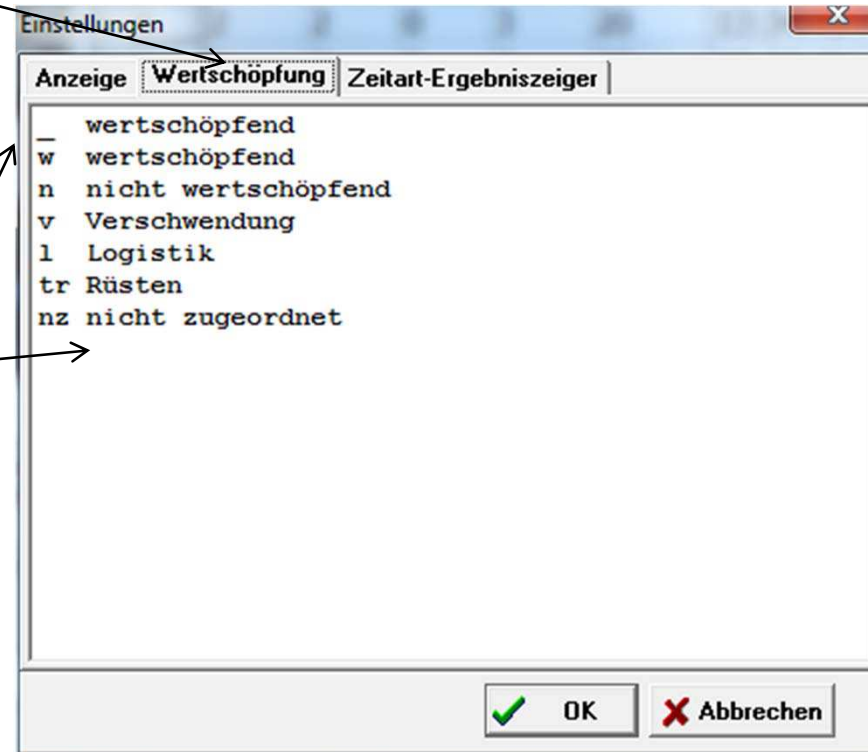 Einstellungen
Anzeige Wertschöpfung Zeitart-Ergebniszeiger
_ wertschöpfend
w wertschöpfend
n nicht wertschöpfend
v Verschwendung
l Logistik
tr Rüsten
nz nicht zugeordnet
OK Abbrechen